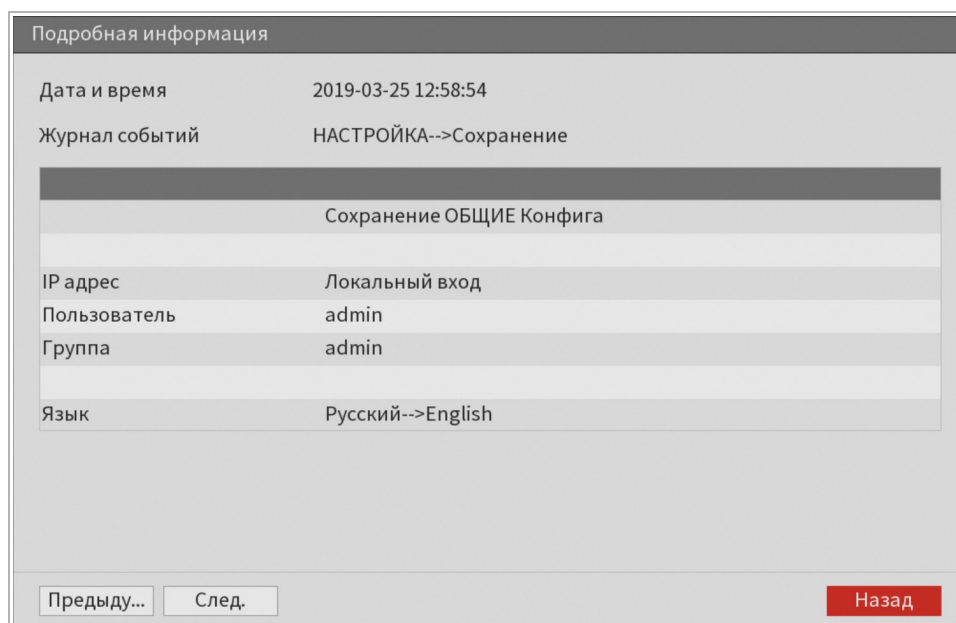 Подробная информация
Дата и время 2019-03-25 12:58:54
Журнал событий НАСТРОЙКА-->Сохранение
Сохранение ОБЩИЕ Конфига
IP адрес Локальный вход
Пользователь admin
Группа admin
Язык Русский-->English
Предыду... След. Назад